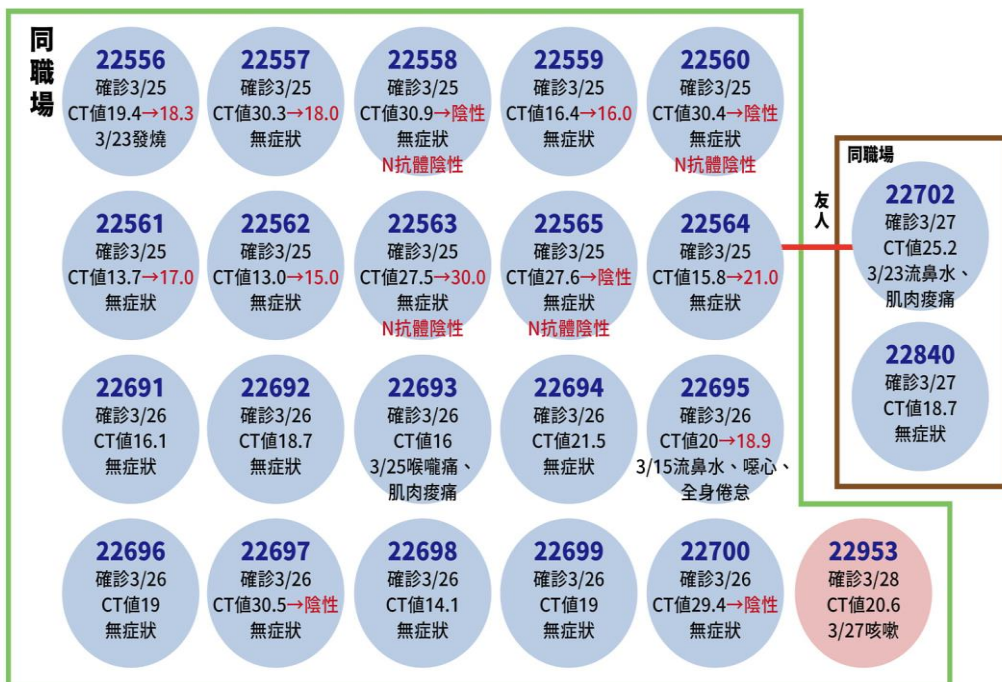 同職場
22556
確診3/25
CT值19.4→18.3
3/23發燒
22557
確診3/25
CT值30.3→18.0
無症狀
22558
確診3/25
CT值30.9→陰性
無症狀
N抗體陰性
22559
確診3/25
CT值16.4→16.0
無症狀
22560
確診3/25
CT值30.4→陰性
無症狀
N抗體陰性
22561
確診3/25
CT值13.7→17.0
無症狀
22562
確診3/25
CT值13.0→15.0
無症狀
22563
確診3/25
CT值27.5→30.0
無症狀
N抗體陰性
22565
確診3/25
CT值27.6→陰性
無症狀
N抗體陰性
22564
確診3/25
CT值15.8→21.0
無症狀
友人
同職場
22702
確診3/27
CT值25.2
3/23流鼻水、
肌肉痠痛
22840
確診3/27
CT值18.7
無症狀
22691
確診3/26
CT值16.1
無症狀
22692
確診3/26
CT值18.7
無症狀
22693
確診3/26
CT值16
3/25喉嚨痛、
肌肉痠痛
22694
確診3/26
CT值21.5
無症狀
22695
確診3/26
CT值20→18.9
3/15流鼻水、噁心、
全身倦怠
22696
確診3/26
CT值19
無症狀
22697
確診3/26
CT值30.5→陰性
無症狀
22698
確診3/26
CT值14.1
無症狀
22699
確診3/26
CT值19
無症狀
22700
確診3/26
CT值29.4→陰性
無症狀
22953
確診3/28
CT值20.6
3/27咳嗽